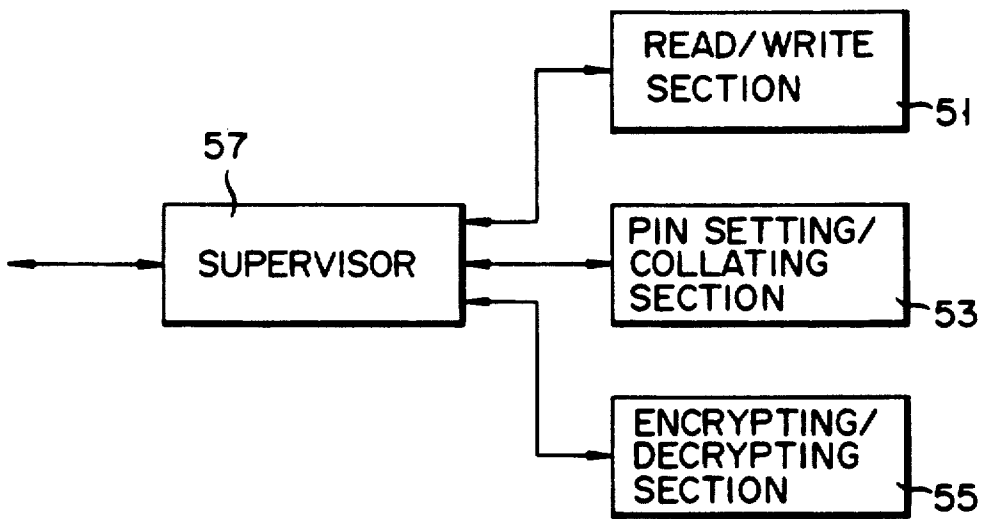 READ/WRITE
SECTION
51
57
SUPERVISOR
PIN SETTING/
COLLATING
SECTION
53
ENCRYPTING/
DECRYPTING
SECTION
55